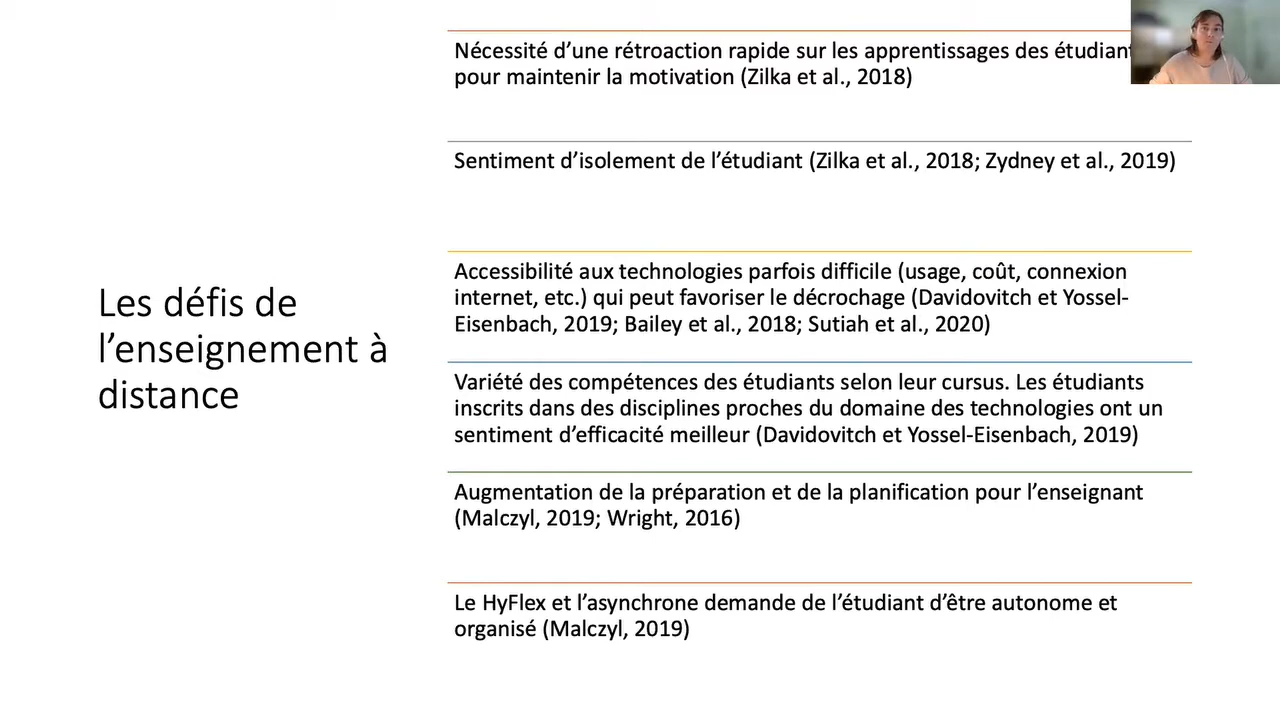 Les défis de
l’enseignement à
distance
Nécessité d’une rétroaction rapide sur les apprentissages des étudiant
pour maintenir la motivation (Zilka et al., 2018)
Sentiment d’isolement de l’étudiant (Zilka et al., 2018; Zydney et al., 2019)
Accessibilité aux technologies parfois difficile (usage, coût, connexion
internet, etc.) qui peut favoriser le décrochage (Davidovitch et Yossel-
Eisenbach, 2019; Bailey et al., 2018; Sutiah et al., 2020)
Variété des compétences des étudiants selon leur cursus. Les étudiants
inscrits dans des disciplines proches du domaine des technologies ont un
sentiment d’efficacité meilleur (Davidovitch et Yossel-Eisenbach, 2019)
Augmentation de la préparation et de la planification pour l’enseignant
(Malczyl, 2019; Wright, 2016)
Le HyFlex et l’asynchrone demande de l’étudiant d’être autonome et
organisé (Malczyl, 2019)